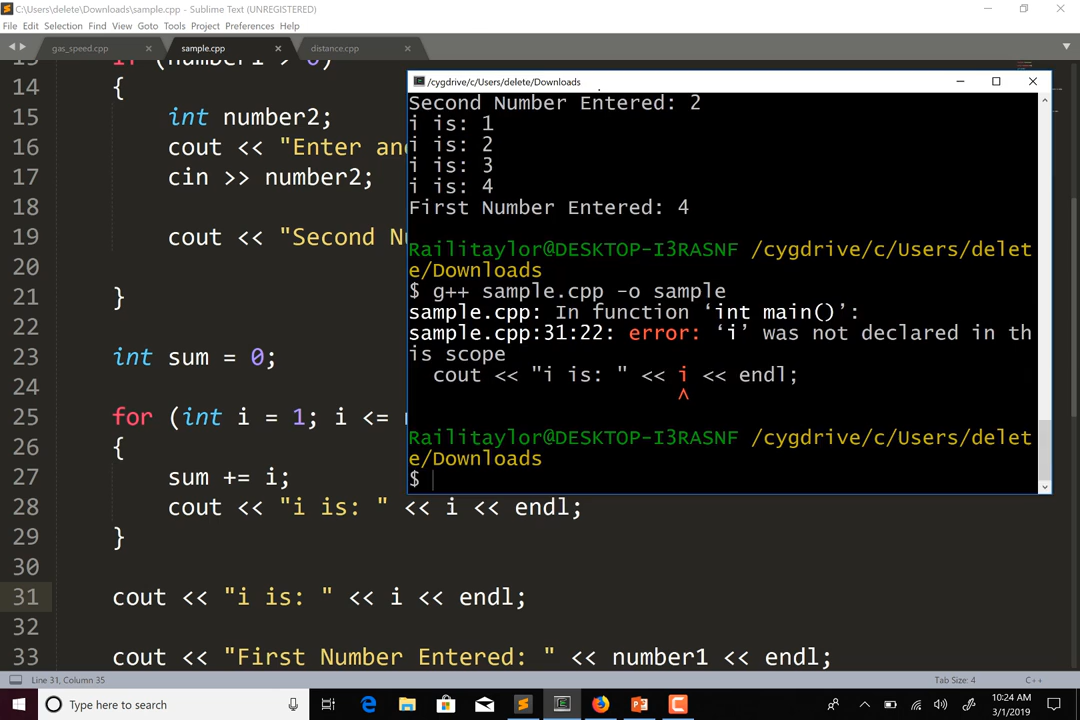 C:\Users\delete\Downloads\sample.cpp - Sublime Text (UNREGISTERED)
File Edit Selection Find View Goto Tools Project Preferences Help
gas_speed.cpp
sample.cpp
distance.cpp
14 {
15 int number2;
16 cout << "Enter
17 cin >> number2;
18
19 cout << "Second
20
21 }
22
23 int sum = 0;
24
25 for (int i = 1; i <=
26 {
27 sum += i;
28 cout << "i is: " << i << endl;
29 }
30
31 cout << "i is: " << i << endl;
32
33 cout << "First Number Entered: " << number1 << endl;
/cygdrive/c/Users/delete/Downloads
Second Number Entered: 2
i is: 1
i is: 2
i is: 3
i is: 4
First Number Entered: 4
Railitaylor@DESKTOP-I3RASNF /cygdrive/c/Users/delet
e/Downloads
$ g++ sample.cpp -o sample
sample.cpp: In function ‘int main()’:
sample.cpp:31:22: error: ‘i’ was not declared in th
is scope
cout << "i is: " << i << endl;
^
Railitaylor@DESKTOP-I3RASNF /cygdrive/c/Users/delet
e/Downloads
$
Line 31, Column 35
Tab Size: 4
C++
Type here to search
10:24 AM
3/1/2019